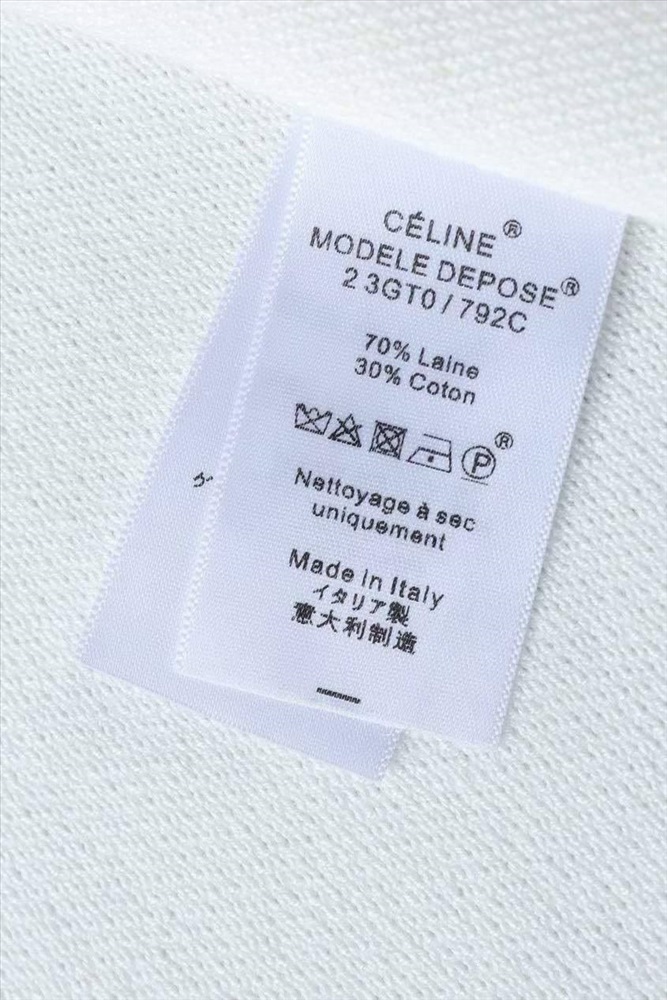 CÉLINE®
MODELE DEPOSE®
2 3GT0 / 792C
70% Laine
30% Coton
P®
Nettoyage à sec
uniquement
Made in Italy
イタリア製
意大利制造